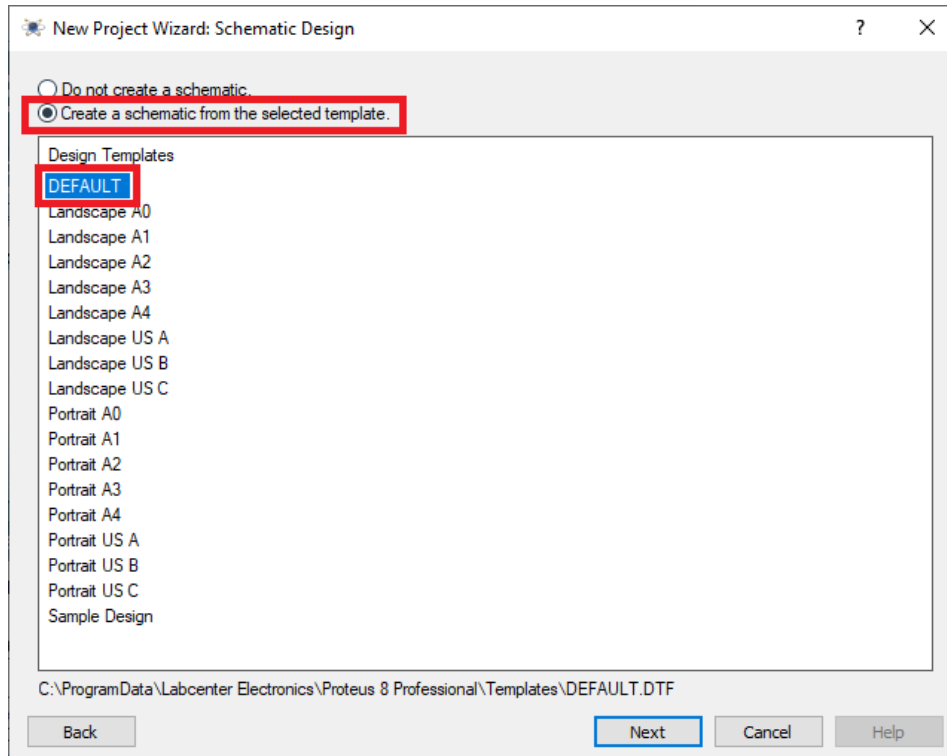 New Project Wizard: Schematic Design
?
Do not create a schematic.
Create a schematic from the selected template.
Design Templates
DEFAULT
Landscape A0
Landscape A1
Landscape A2
Landscape A3
Landscape A4
Landscape US A
Landscape US B
Landscape US C
Portrait A0
Portrait A1
Portrait A2
Portrait A3
Portrait A4
Portrait US A
Portrait US B
Portrait US C
Sample Design
C:\ProgramData\Labcenter Electronics\Proteus 8 Professional\Templates\DEFAULT.DTF
Back Next Cancel Help